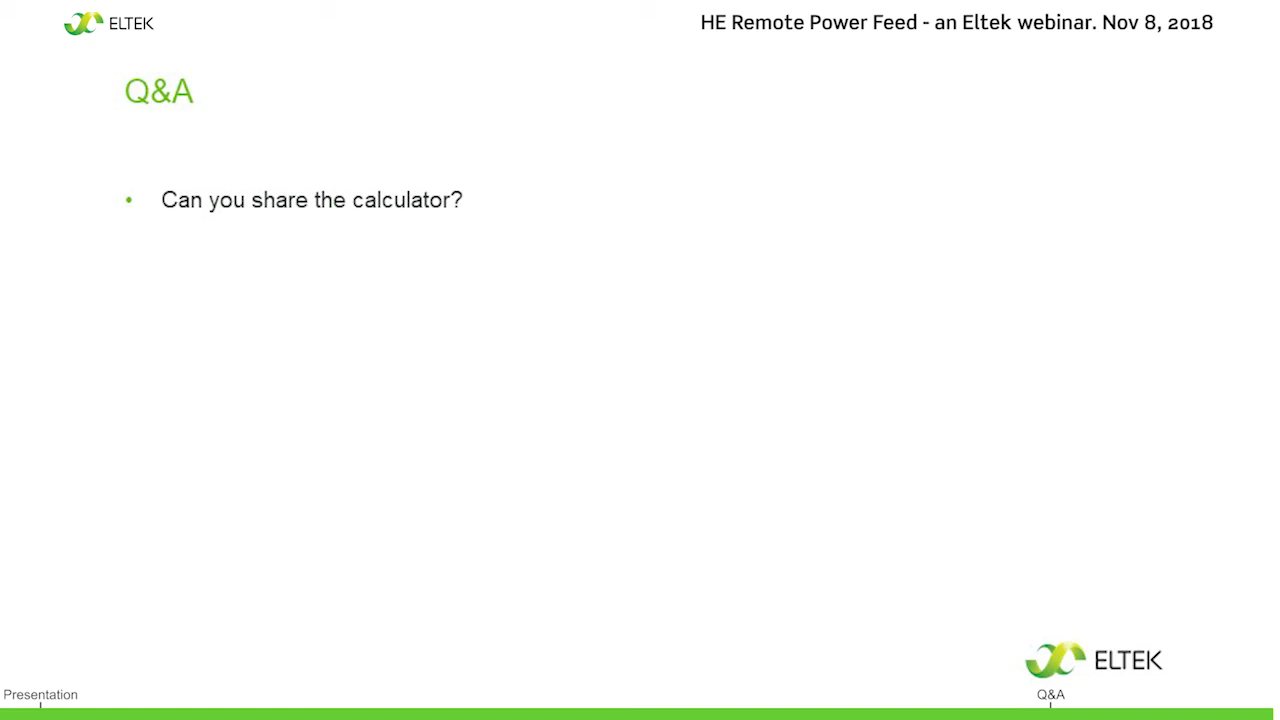 ELTEK
HE Remote Power Feed - an Eltek webinar. Nov 8, 2018
Q&A
• Can you share the calculator?
ELTEK
Presentation
Q&A